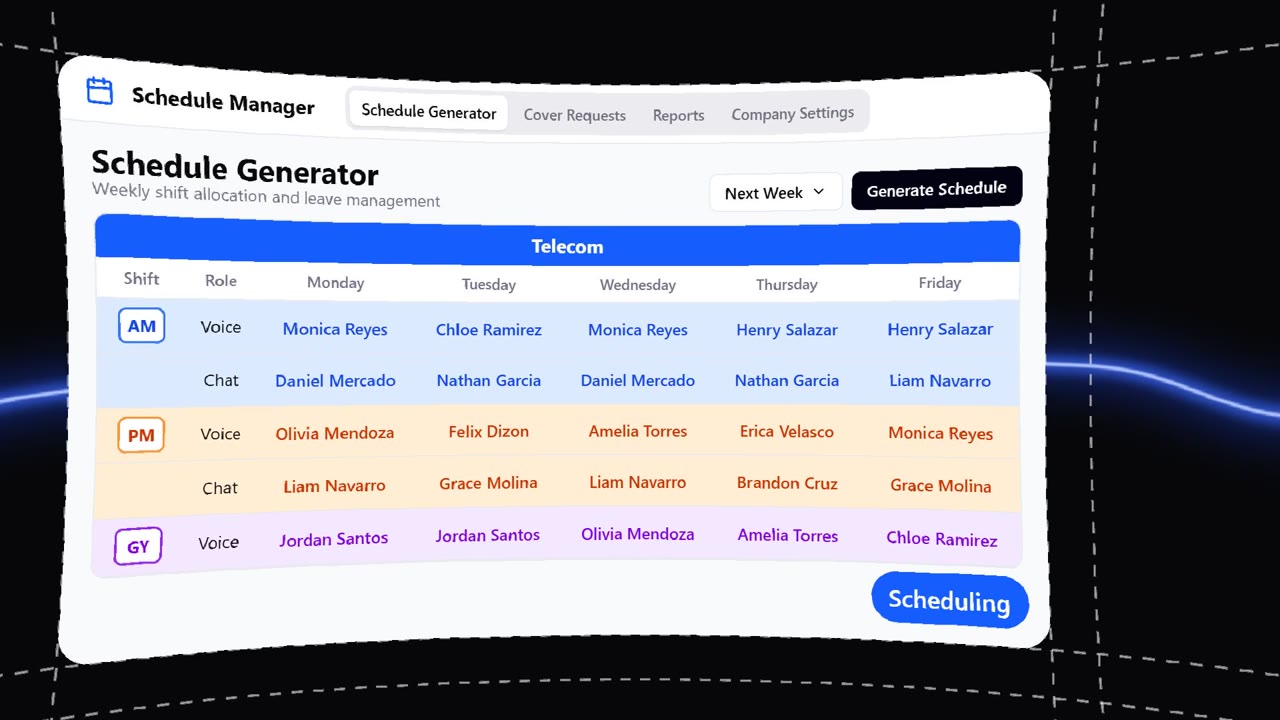 Schedule Manager
Schedule Generator Cover Requests Reports Company Settings
Schedule Generator
Weekly shift allocation and leave management
Next Week Generate Schedule
Telecom
Shift Role Monday Tuesday Wednesday Thursday Friday
AM Voice Monica Reyes Chloe Ramirez Monica Reyes Henry Salazar Henry Salazar
Chat Daniel Mercado Nathan Garcia Daniel Mercado Nathan Garcia Liam Navarro
PM Voice Olivia Mendoza Felix Dizon Amelia Torres Erica Velasco Monica Reyes
Chat Liam Navarro Grace Molina Liam Navarro Brandon Cruz Grace Molina
GY Voice Jordan Santos Jordan Santos Olivia Mendoza Amelia Torres Chloe Ramirez
Scheduling